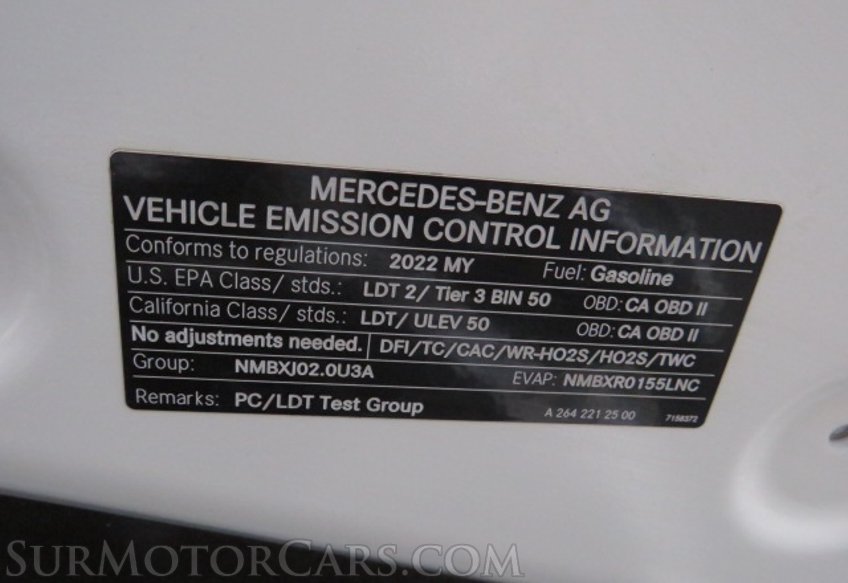 MERCEDES-BENZ AG
VEHICLE EMISSION CONTROL INFORMATION
Conforms to regulations: 2022 MY Fuel: Gasoline
U.S. EPA Class/ stds.: LDT 2/ Tier 3 BIN 50 OBD: CA OBD II
California Class/ stds.: LDT/ ULEV 50 OBD: CA OBD II
No adjustments needed. DFI/TC/CAC/WR-HO2S/HO2S/TWC
Group: NMBXJ02.0U3A EVAP: NMBXR0155LNC
Remarks: PC/LDT Test Group A 264 221 25 00 7158372
SurMotorCars.com